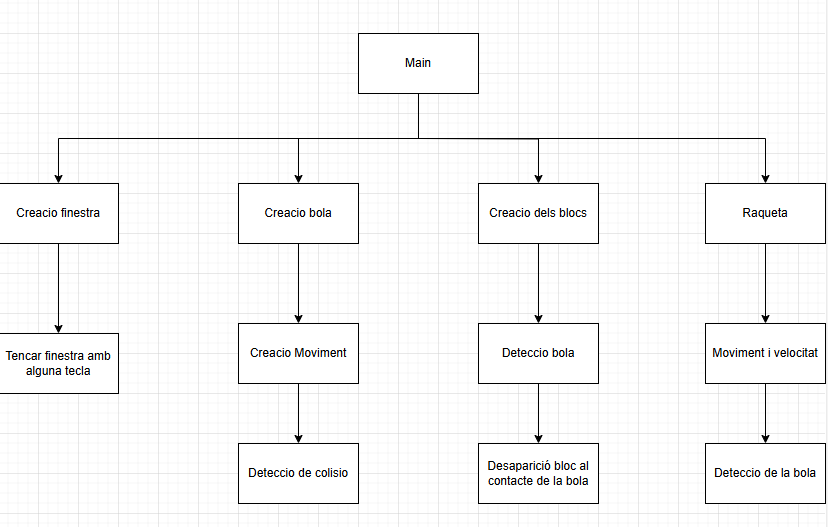 Main
Creacio finestra
Creacio bola
Creacio dels blocs
Raqueta
Tencar finestra amb
alguna tecla
Creacio Moviment
Deteccio bola
Moviment i velocitat
Deteccio de colisio
Desaparició bloc al
contacte de la bola
Deteccio de la bola